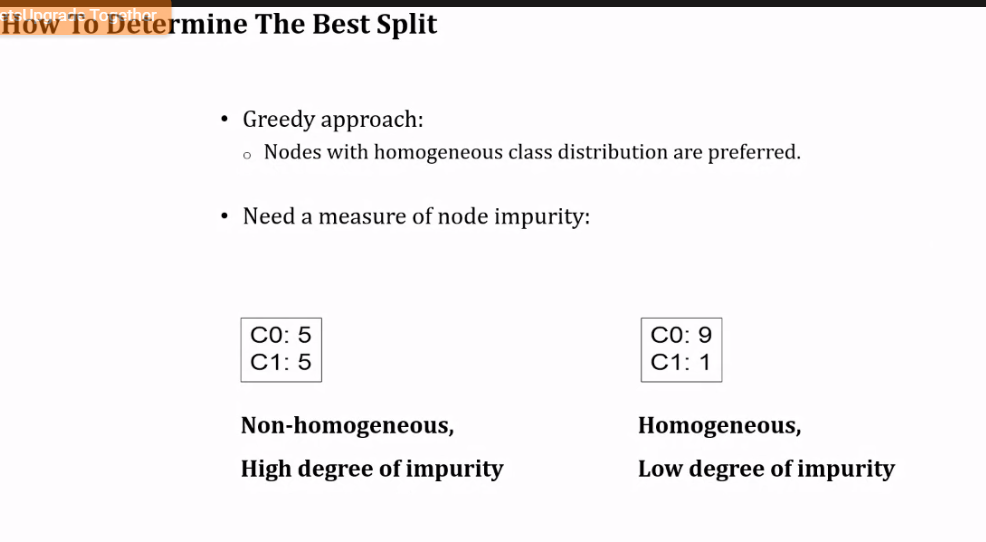 etsUpgrade Together
How To Determine The Best Split
• Greedy approach:
o Nodes with homogeneous class distribution are preferred.
• Need a measure of node impurity:
C0: 5
C1: 5
C0: 9
C1: 1
Non-homogeneous,
High degree of impurity
Homogeneous,
Low degree of impurity